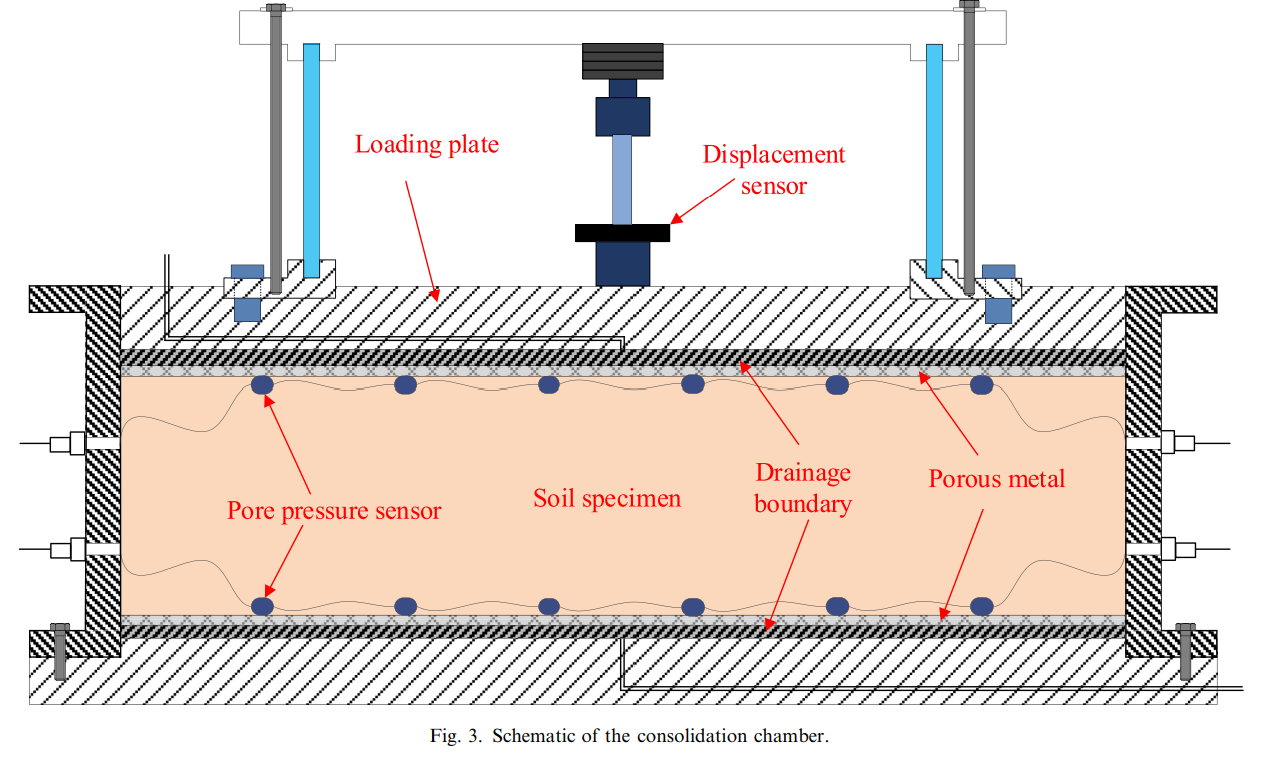 Loading plate
Displacement
sensor
Pore pressure sensor
Soil specimen
Drainage
boundary
Porous metal
Fig. 3. Schematic of the consolidation chamber.